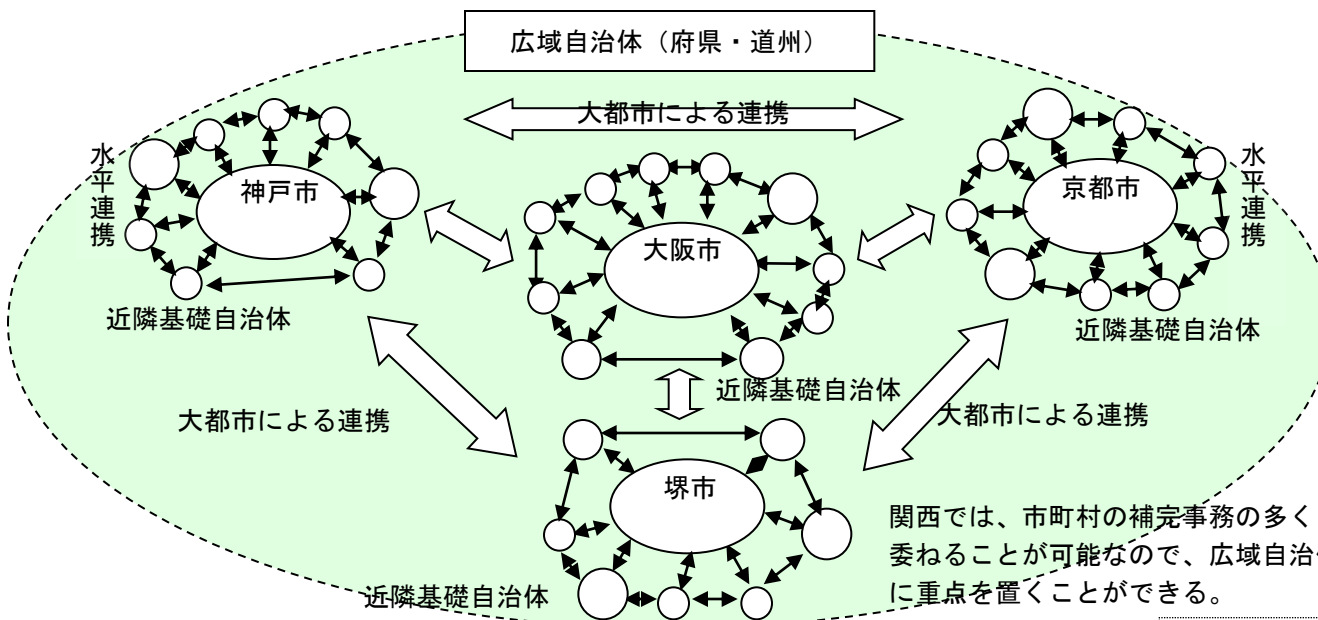 広域自治体（府県・道州）
大都市による連携
水平連携
神戸市
大阪市
京都市
水平連携
近隣基礎自治体
近隣基礎自治体
近隣基礎自治体
大都市による連携
大都市による連携
堺市
関西では、市町村の補完事務の多く
委ねることが可能なので、広域自治
に重点を置くことができる。
近隣基礎自治体